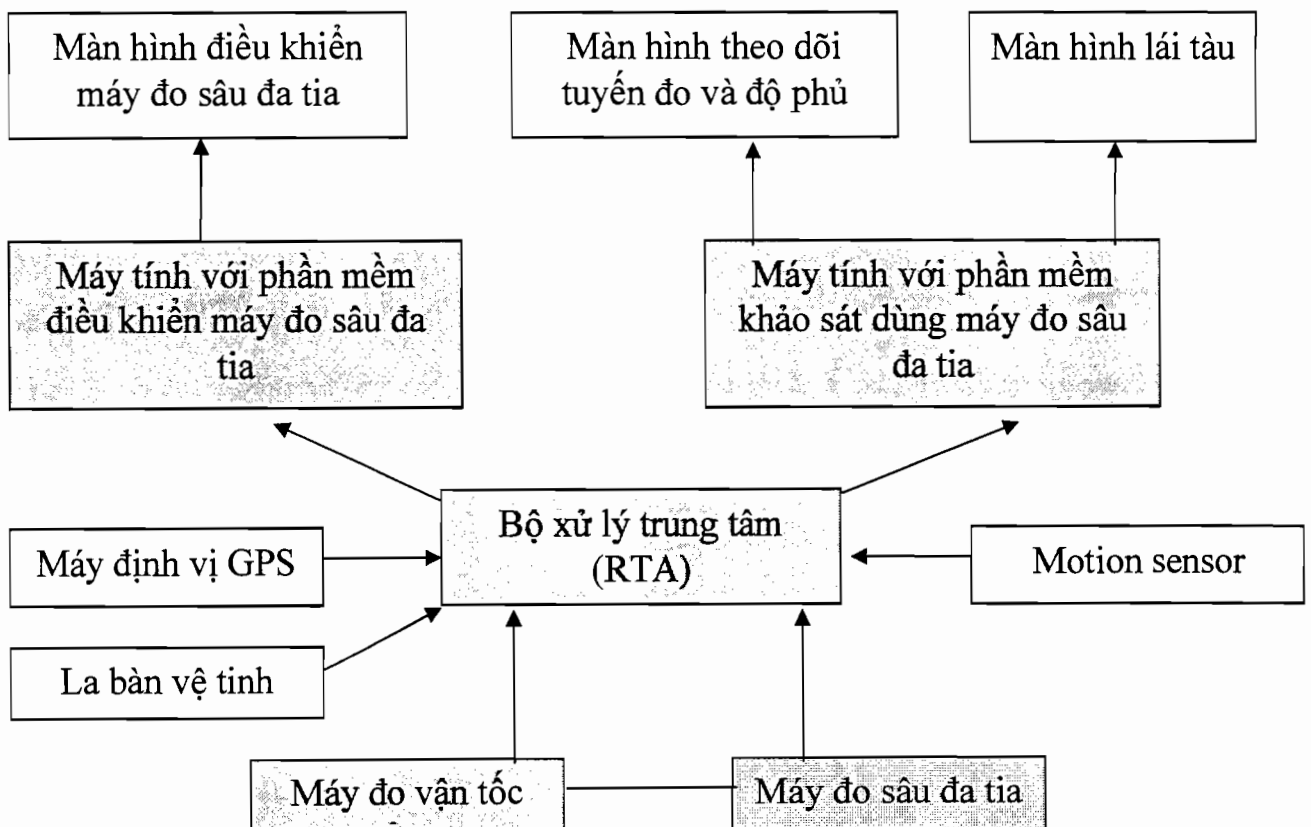 Màn hình điều khiển
máy đo sâu đa tia
Màn hình theo dõi
tuyến đo và độ phủ
Màn hình lái tàu
Máy tính với phần mềm
điều khiển máy đo sâu đa
tia
Máy tính với phần mềm
khảo sát dùng máy đo sâu
đa tia
Bộ xử lý trung tâm
(RTA)
Máy định vị GPS
Motion sensor
La bàn vệ tinh
Máy đo vận tốc
Máy đo sâu đa tia